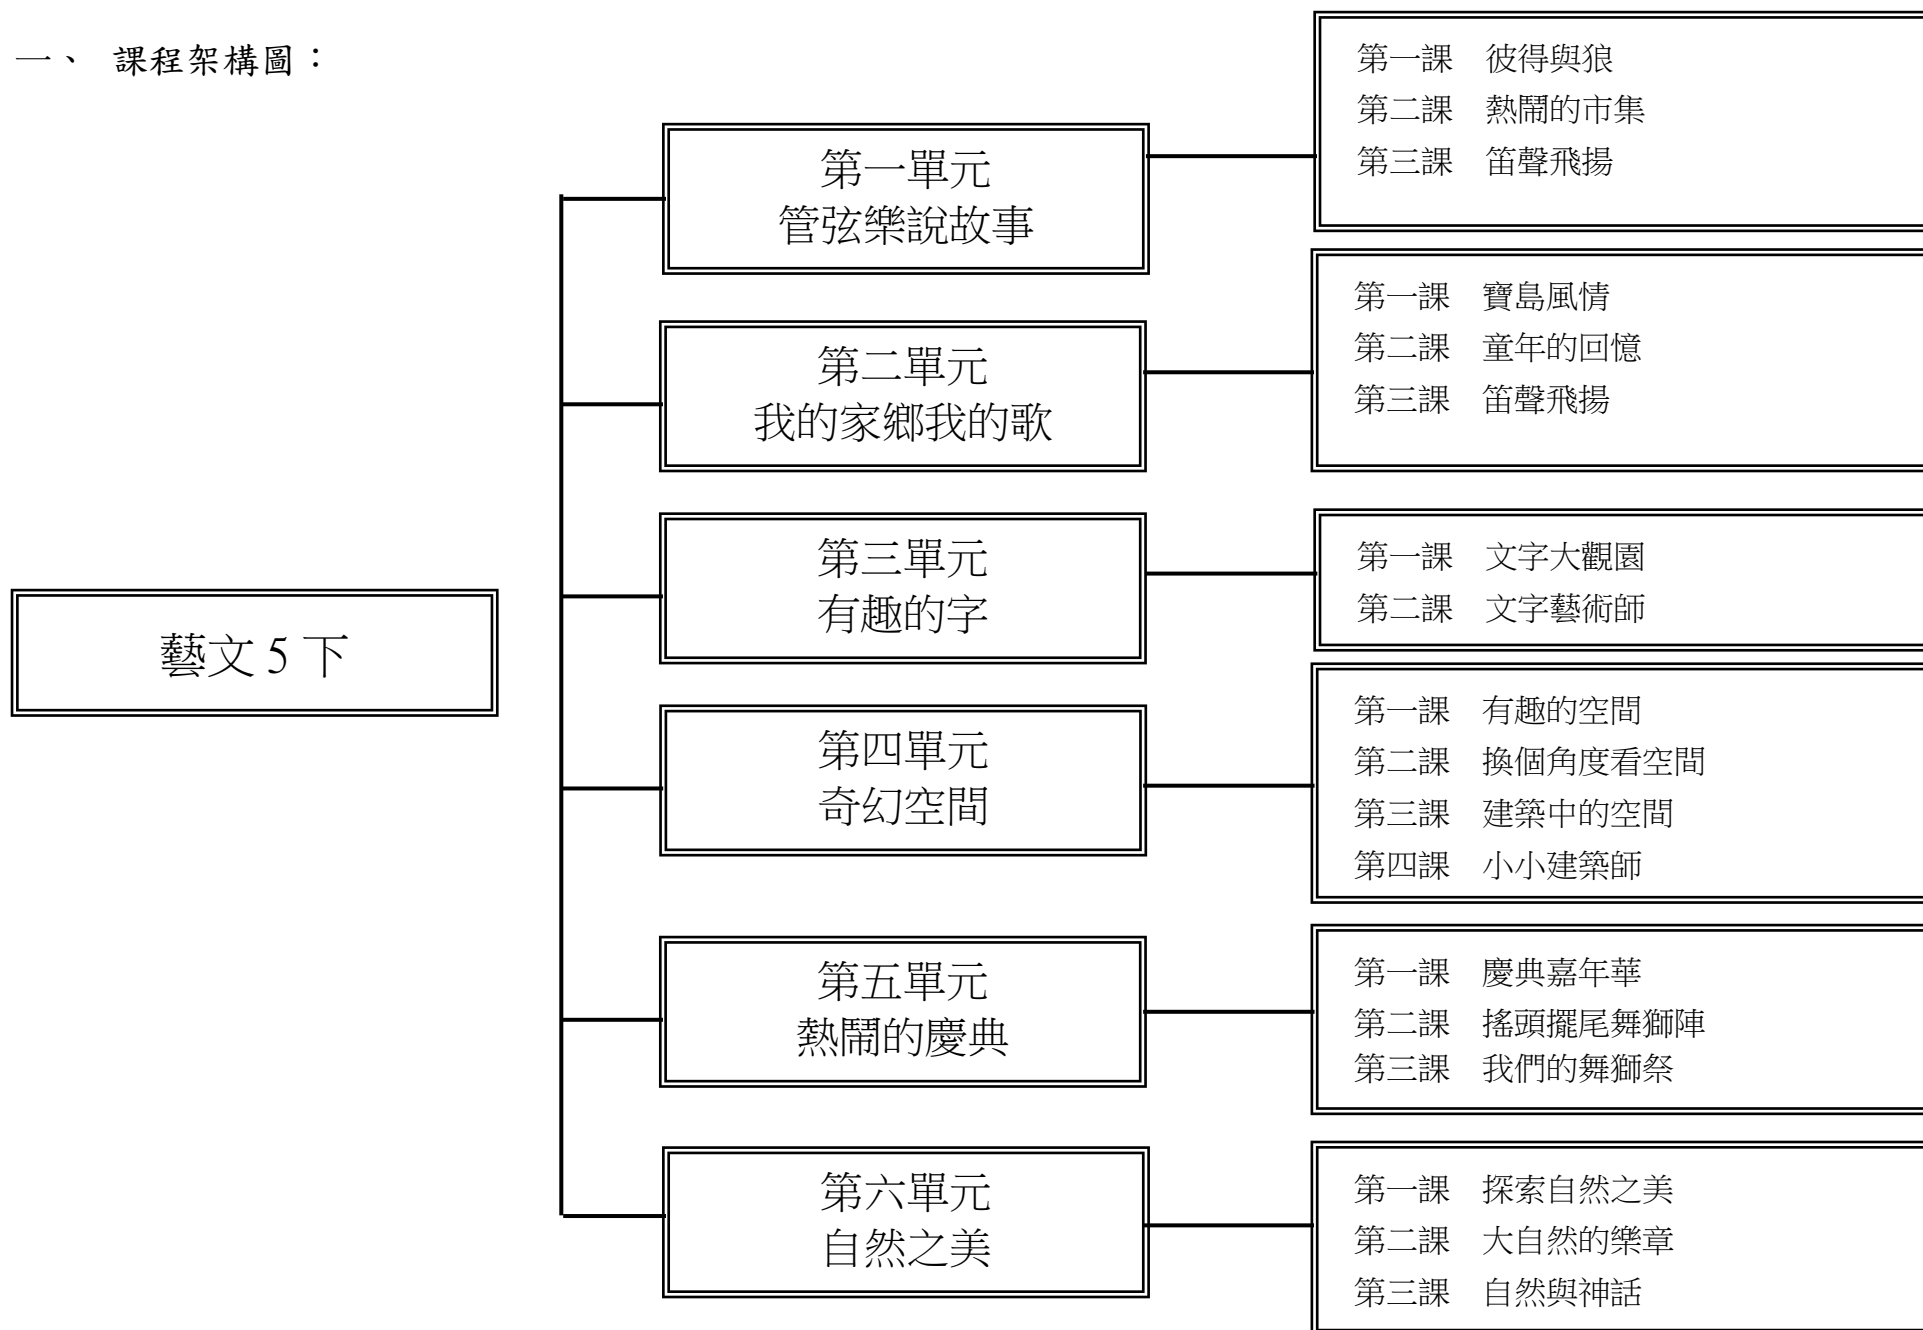 一、 課程架構圖：
藝文 5 下
第一單元
管弦樂說故事
第一課　彼得與狼
第二課　熱鬧的市集
第三課　笛聲飛揚
第二單元
我的家鄉我的歌
第一課　寶島風情
第二課　童年的回憶
第三課　笛聲飛揚
第三單元
有趣的字
第一課　文字大觀園
第二課　文字藝術師
第四單元
奇幻空間
第一課　有趣的空間
第二課　換個角度看空間
第三課　建築中的空間
第四課　小小建築師
第五單元
熱鬧的慶典
第一課　慶典嘉年華
第二課　搖頭擺尾舞獅陣
第三課　我們的舞獅祭
第六單元
自然之美
第一課　探索自然之美
第二課　大自然的樂章
第三課　自然與神話